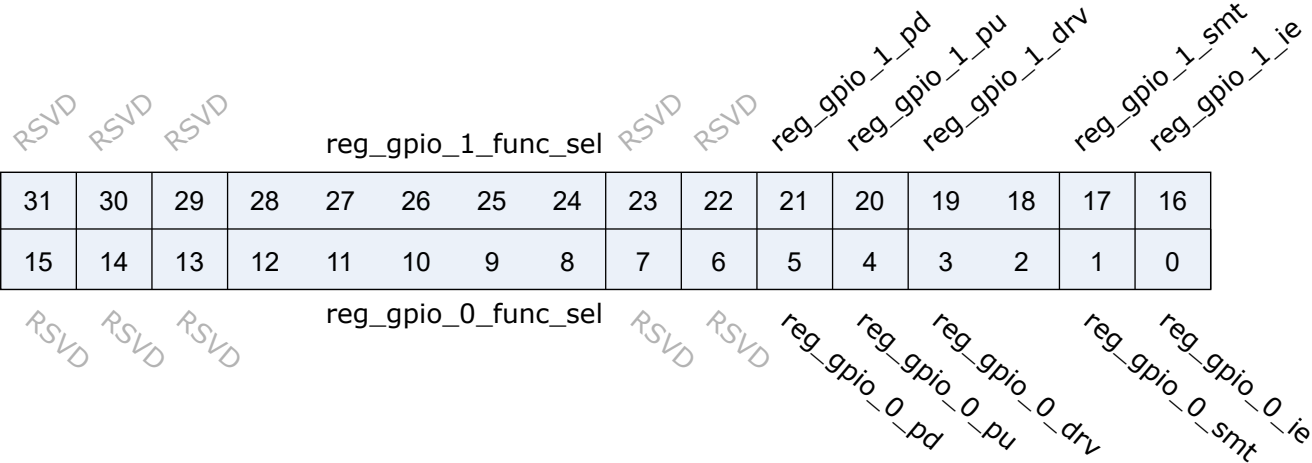 RSVD RSVD RSVD reg_gpio_1_func_sel RSVD RSVD reg_gpio_1_pd reg_gpio_1_pu reg_gpio_1_drv reg_gpio_1_smt reg_gpio_1_ie
31 30 29 28 27 26 25 24 23 22 21 20 19 18 17 16
15 14 13 12 11 10 9 8 7 6 5 4 3 2 1 0
RSVD RSVD RSVD reg_gpio_0_func_sel RSVD RSVD reg_gpio_0_pd reg_gpio_0_pu reg_gpio_0_drv reg_gpio_0_smt reg_gpio_0_ie